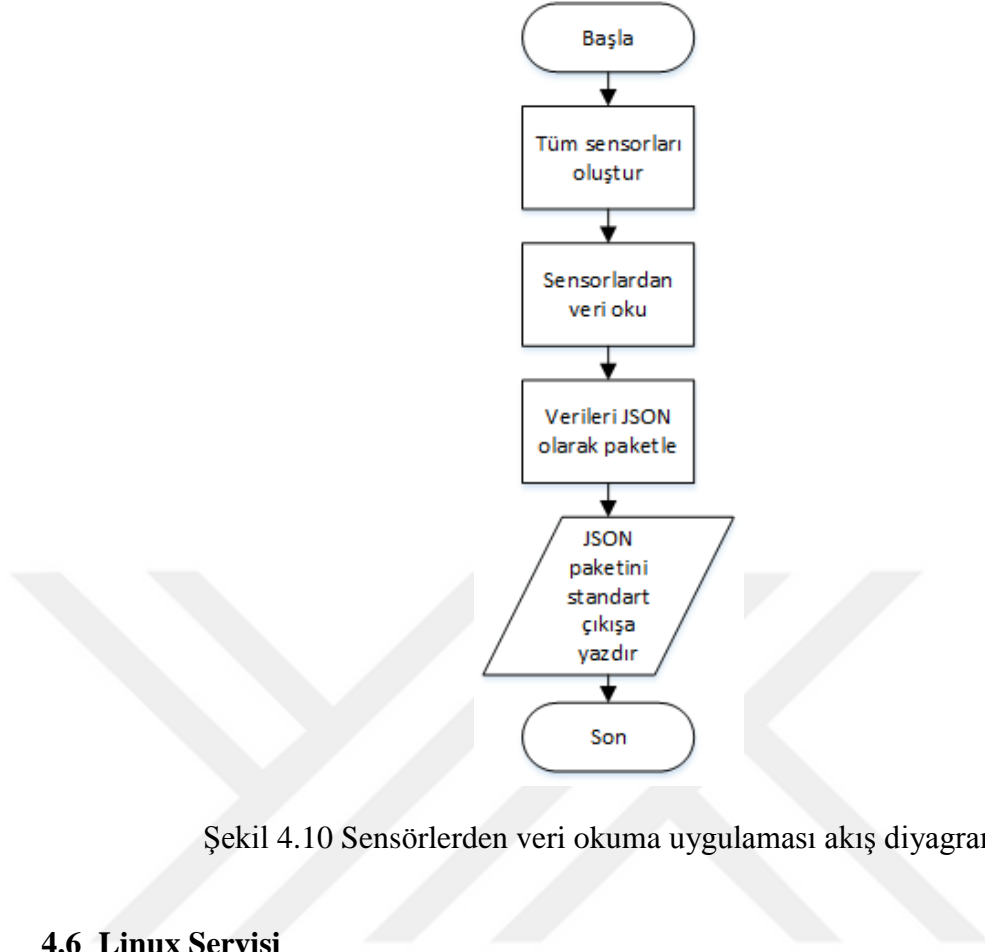 Başla
Tüm sensorları
oluştur
Sensorlardan
veri oku
Verileri JSON
olarak paketle
JSON
paketini
standart
çıkışa
yazdır
Son
Şekil 4.10 Sensörlerden veri okuma uygulaması akış
4.6 Linux Servisi